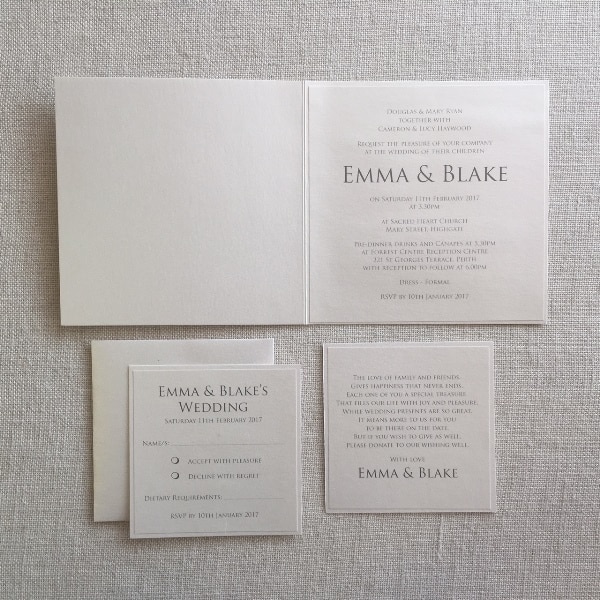 Douglas & Mary Ryan
together with
Cameron & Lucy Haywood
Request the pleasure of your company
at the wedding of their children
Emma & Blake
on Saturday 11th February 2017
at 3.30pm
at Sacred Heart Church
Mary Street, Highgate
Pre-dinner drinks and canapes at 5.30pm
at Forrest Centre Reception Centre
221 St Georges Terrace, Perth
with reception to follow at 6.00pm
Dress - Formal
RSVP by 10th January 2017
Emma & Blake's
Wedding
Saturday 11th February 2017
Name/s:
Accept with pleasure
Decline with regret
Dietary Requirements:
RSVP by 10th January 2017
The love of family and friends,
Gives happiness that never ends,
Each one of you a special treasure
That fills our life with joy and pleasure;
While wedding presents are so great,
It means more to us for you
to be there on the date.
But if you wish to give as well,
Please donate to our wishing well.
With love
Emma & Blake